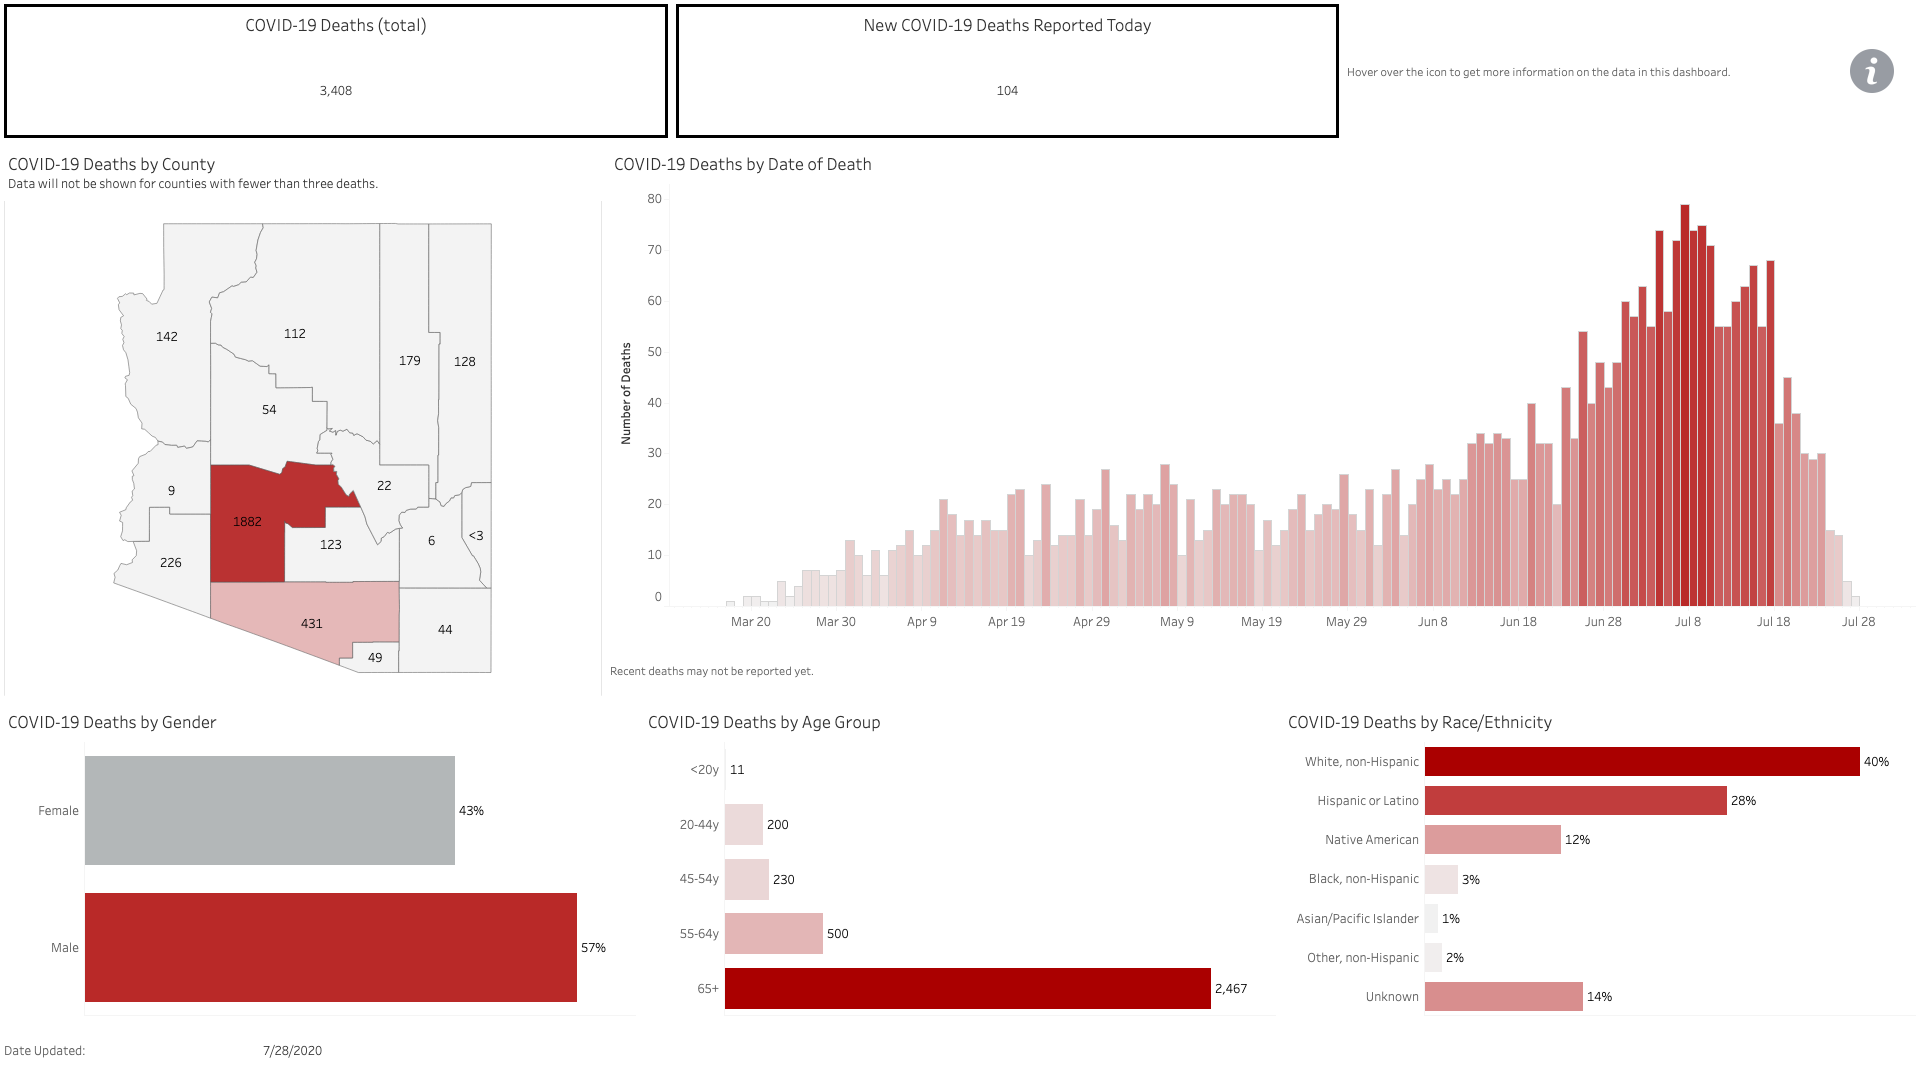 COVID-19 Deaths (total)
3,408
New COVID-19 Deaths Reported Today
104
Hover over the icon to get more information on the data in this dashboard.
i
COVID-19 Deaths by County
Data will not be shown for counties with fewer than three deaths.
142
112
179
128
54
9
22
1882
<3
6
123
226
431
44
49
COVID-19 Deaths by Date of Death
Number of Deaths
80
70
60
50
40
30
20
10
0
Mar 20
Mar 30
Apr 9
Apr 19
Apr 29
May 9
May 19
May 29
Jun 8
Jun 18
Jun 28
Jul 8
Jul 18
Jul 28
Recent deaths may not be reported yet.
COVID-19 Deaths by Gender
Female 43%
Male 57%
COVID-19 Deaths by Age Group
<20y 11
20-44y 200
45-54y 230
55-64y 500
65+ 2,467
COVID-19 Deaths by Race/Ethnicity
White, non-Hispanic 40%
Hispanic or Latino 28%
Native American 12%
Black, non-Hispanic 3%
Asian/Pacific Islander 1%
Other, non-Hispanic 2%
Unknown 14%
Date Updated: 7/28/2020